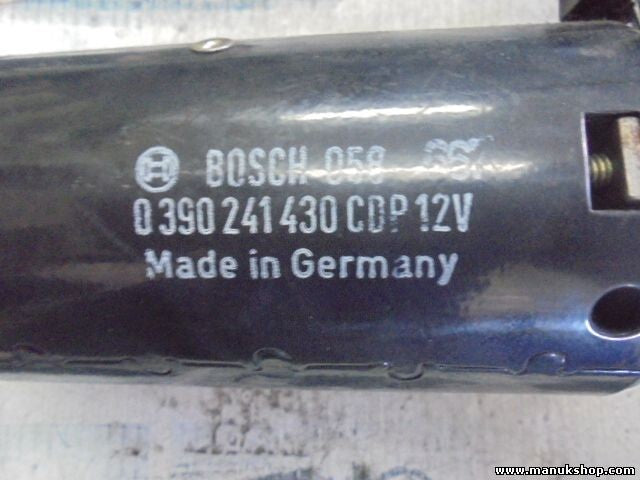 BOSCH 058
0 390 241 430 CDP 12V
Made in Germany
www.manukshop.com